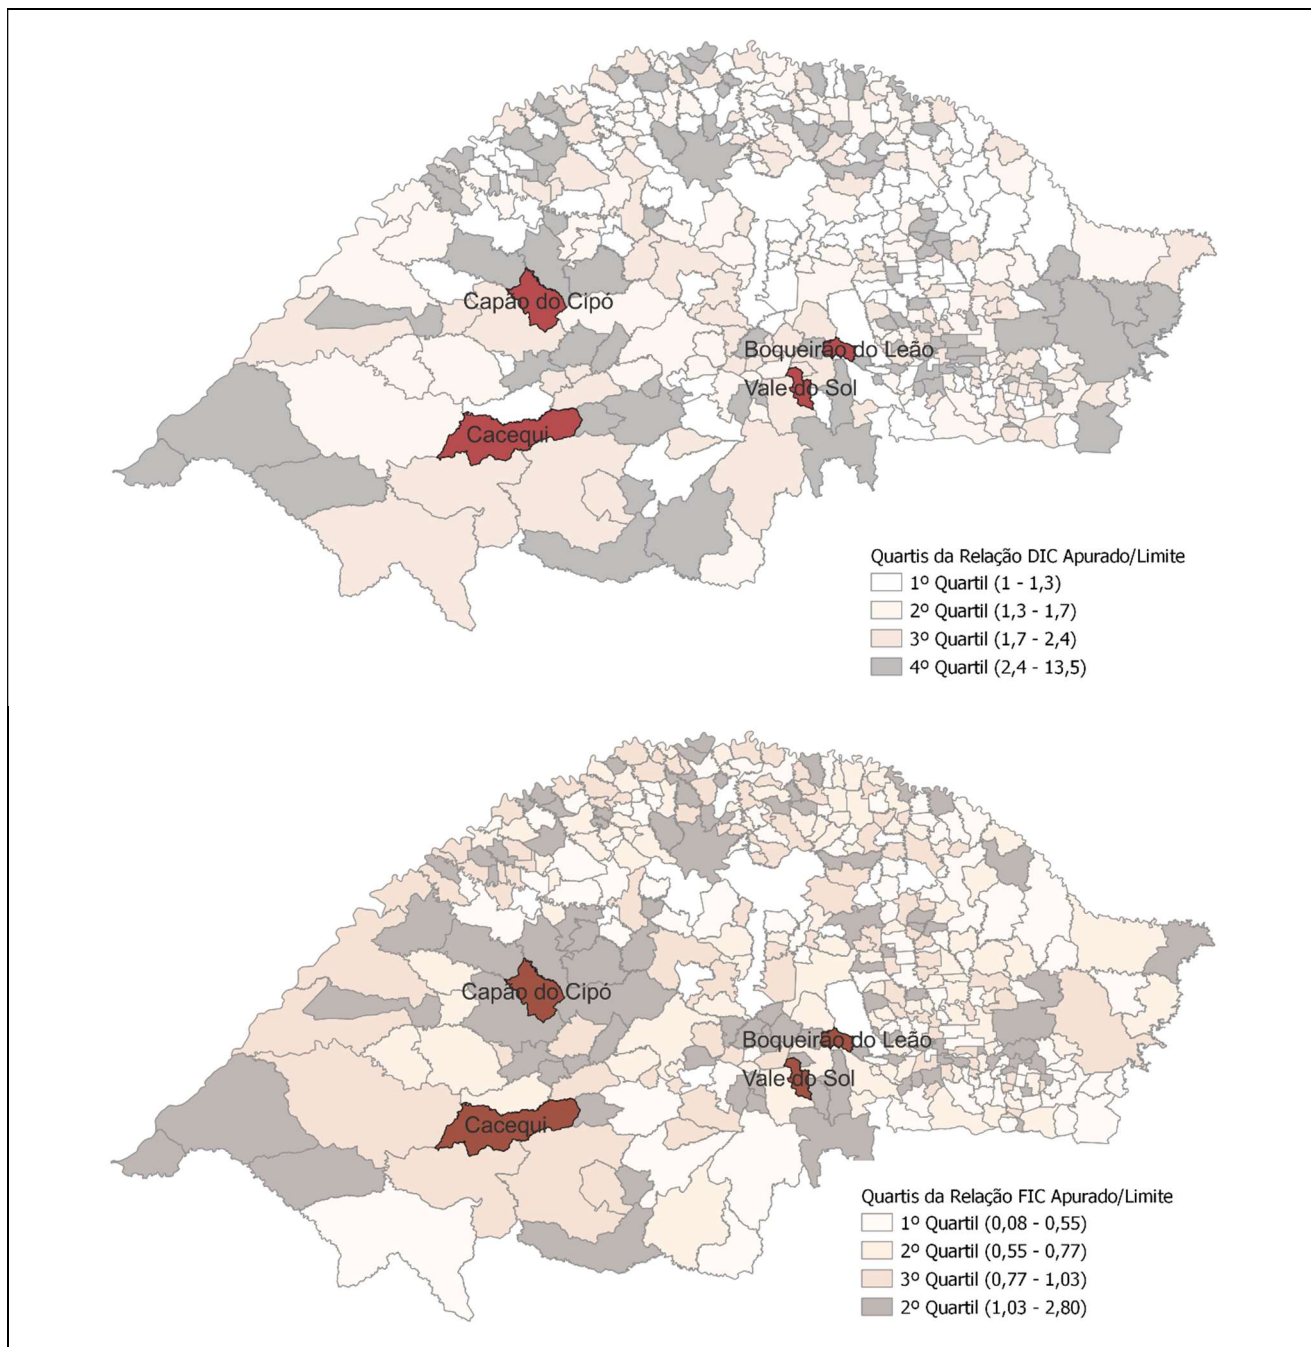 Capão do Cipó
Boqueirão do Leão
Vale do Sol
Cacequi
Quartis da Relação DIC Apurado/Limite
1º Quartil (1 - 1,3)
2º Quartil (1,3 - 1,7)
3º Quartil (1,7 - 2,4)
4º Quartil (2,4 - 13,5)
Capão do Cipó
Boqueirão do Leão
Vale do Sol
Cacequi
Quartis da Relação FIC Apurado/Limite
1º Quartil (0,08 - 0,55)
2º Quartil (0,55 - 0,77)
3º Quartil (0,77 - 1,03)
2º Quartil (1,03 - 2,80)